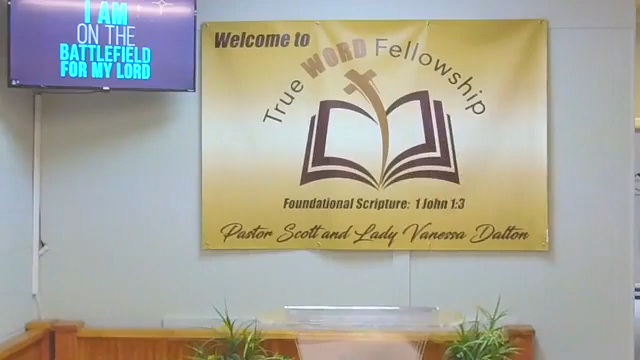 I AM
ON THE
BATTLEFIELD
FOR MY LORD
Welcome to
True WORD Fellowship
Foundational Scripture: 1 John 1:3
Pastor Scott and Lady Vanessa Dalton